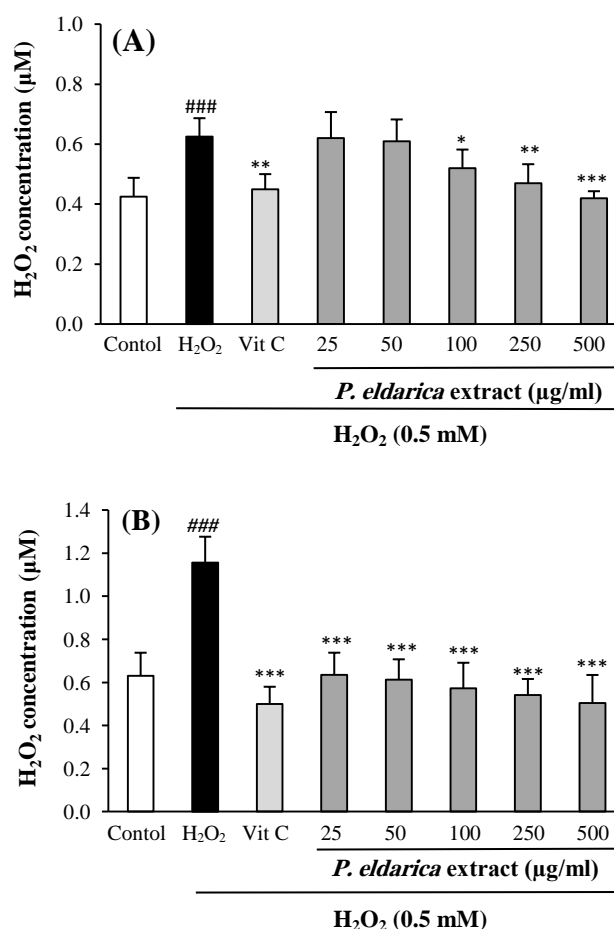 (A)
H₂O₂ concentration (µM)
1.0
0.8
0.6
0.4
0.2
0.0
###
**
*
**
***
Contol H₂O₂ Vit C 25 50 100 250 500
P. eldarica extract (µg/ml)
H₂O₂ (0.5 mM)
(B)
H₂O₂ concentration (µM)
1.4
1.2
1.0
0.8
0.6
0.4
0.2
0.0
###
***
***
***
***
***
***
Contol H₂O₂ Vit C 25 50 100 250 500
P. eldarica extract (µg/ml)
H₂O₂ (0.5 mM)